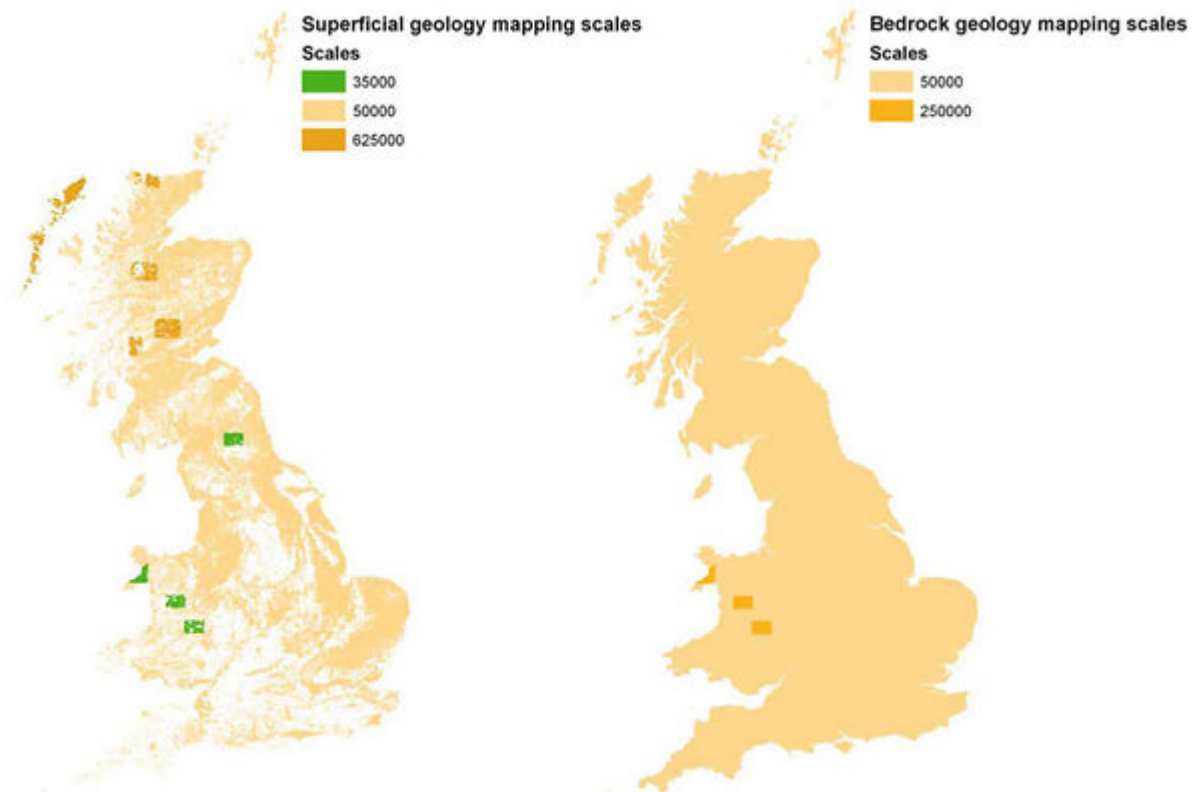 Superficial geology mapping scales
Scales
35000
50000
625000
Bedrock geology mapping scales
Scales
50000
250000